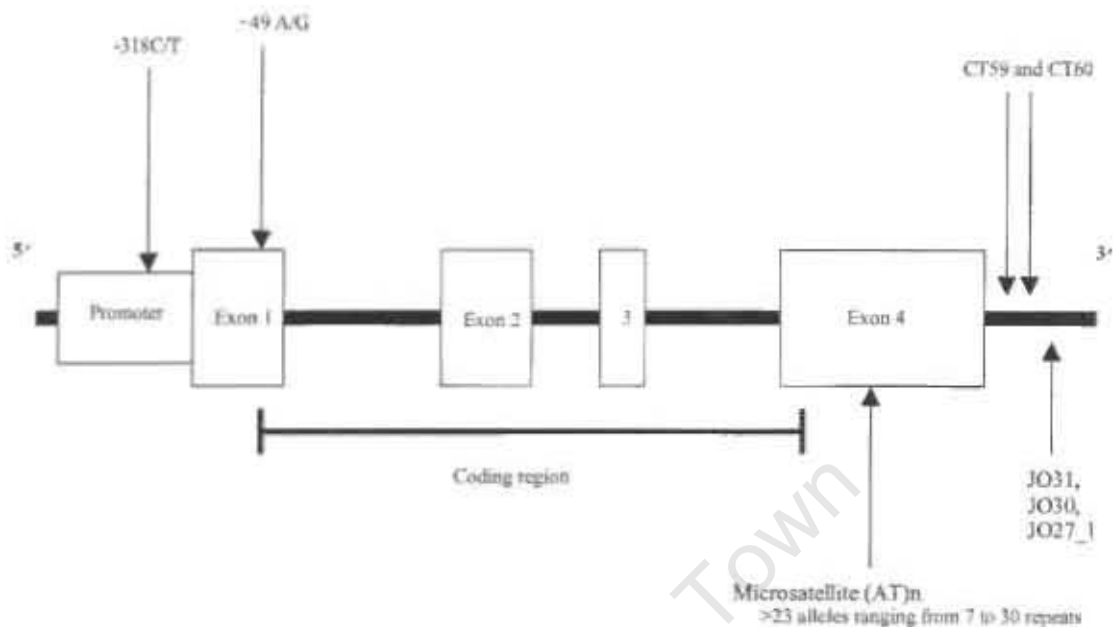 ~49 A/G
-318C/T
CT59 and CT60
5'
3'
Promoter
Exon 1
Exon 2
3
Exon 4
Coding region
JO31,
JO30,
JO27_1
Town
Microsatellite (AT)n
>23 alleles ranging from 7 to 30 repeats